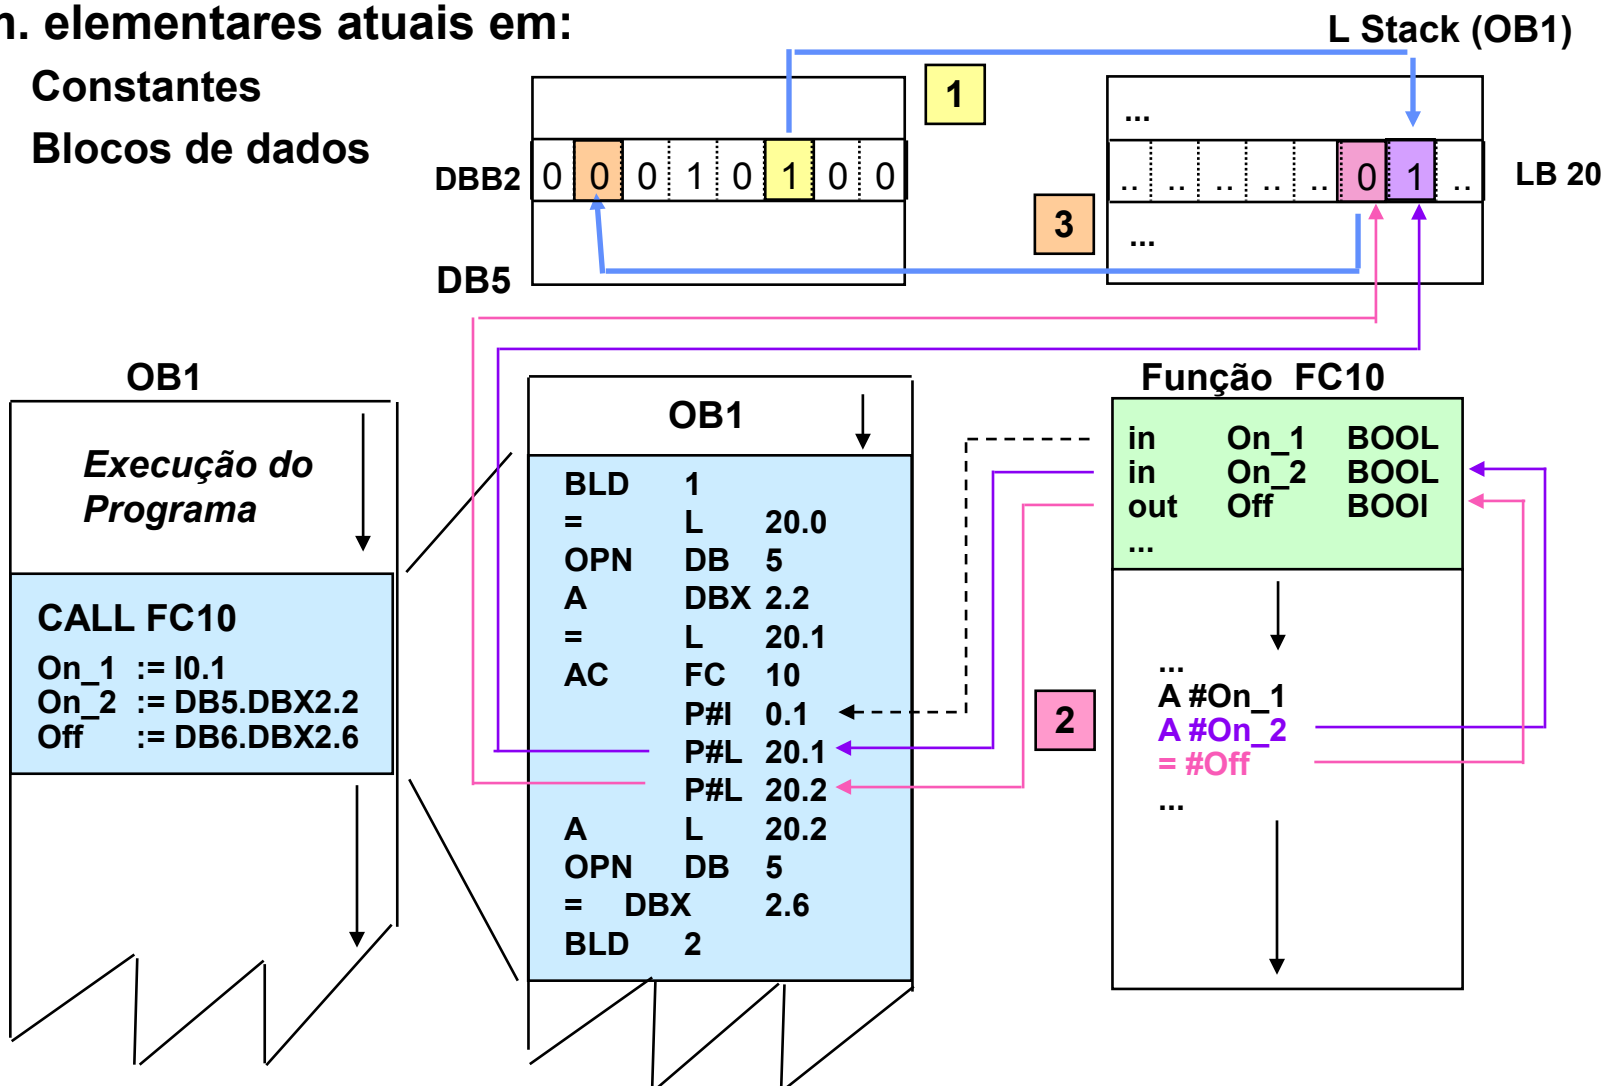 n. elementares atuais em:
L Stack (OB1)
Constantes
Blocos de dados
1
...
DBB2 0 0 0 1 0 1 0 0
.. .. .. .. .. 0 1 .. LB 20
3
...
DB5
OB1
Execução do
Programa
CALL FC10
On_1 := I0.1
On_2 := DB5.DBX2.2
Off := DB6.DBX2.6
OB1
BLD 1
= L 20.0
OPN DB 5
A DBX 2.2
= L 20.1
AC FC 10
P#I 0.1
P#L 20.1
P#L 20.2
A L 20.2
OPN DB 5
= DBX 2.6
BLD 2
2
Função FC10
in On_1 BOOL
in On_2 BOOL
out Off BOOl
...
...
A #On_1
A #On_2
= #Off
...